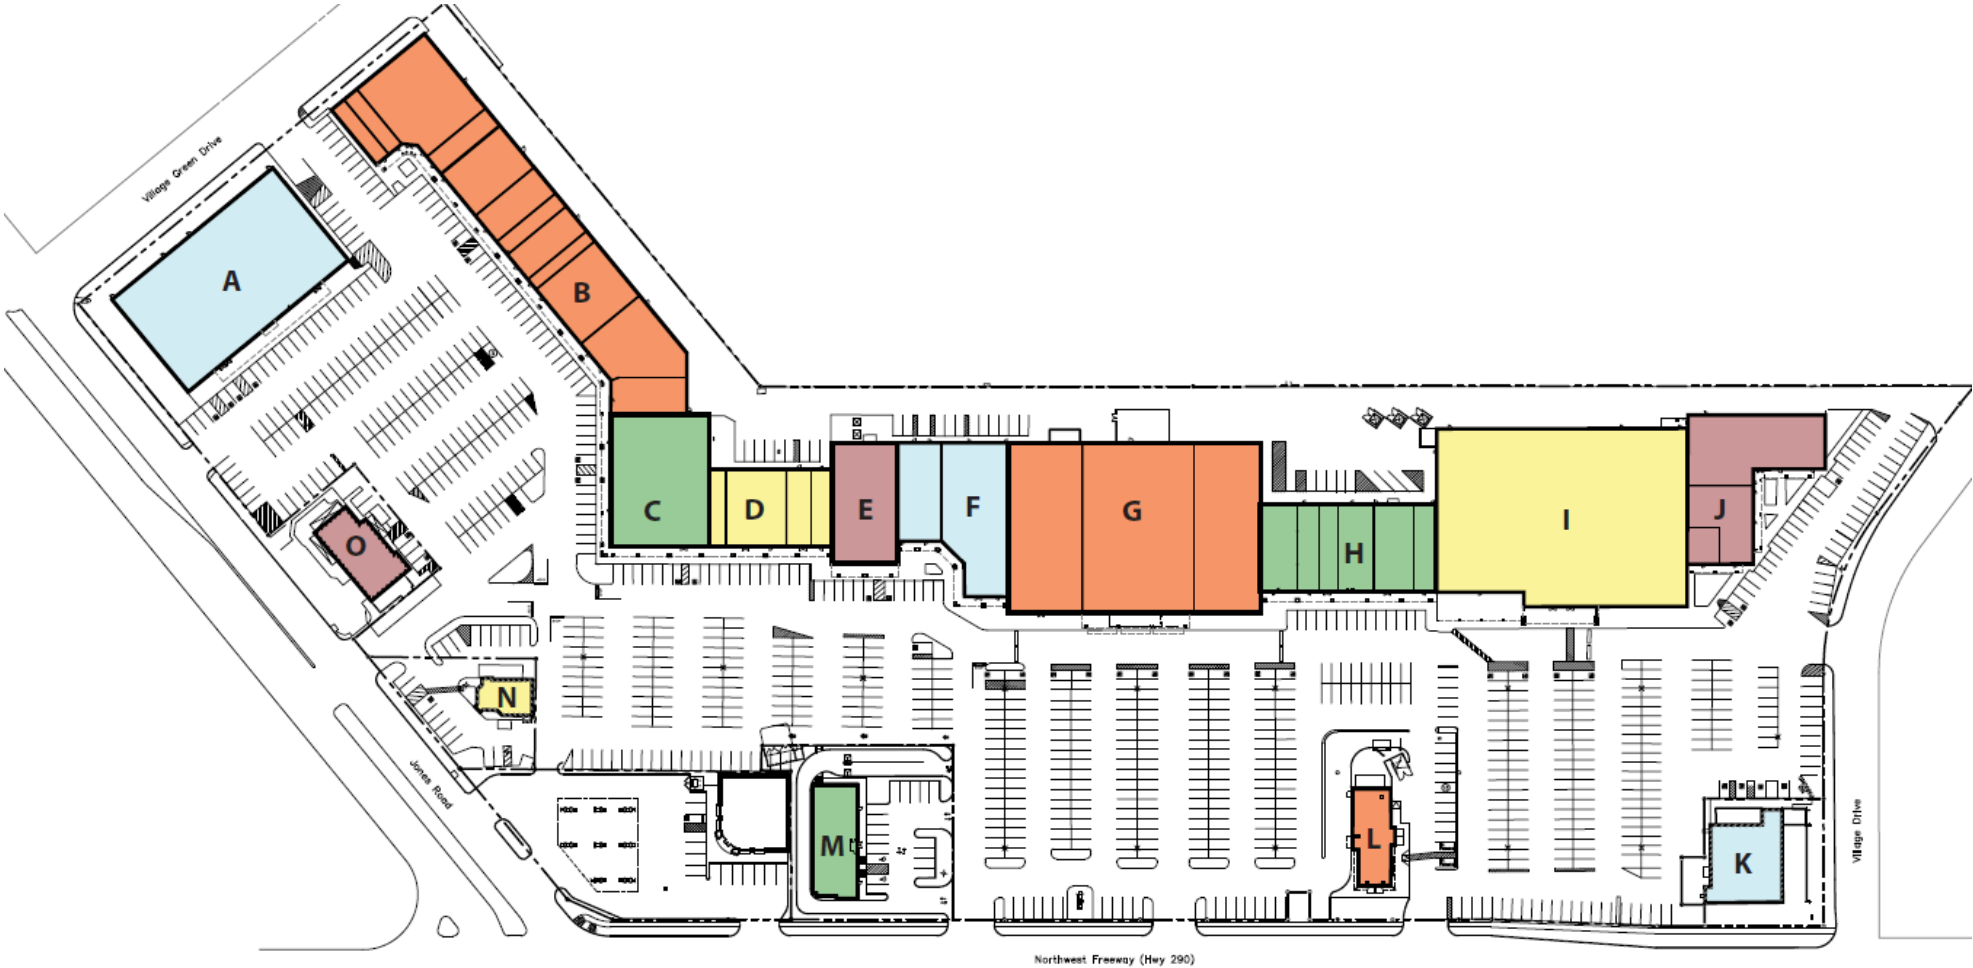 Village Green Drive
A
B
C
D
E
F
G
H
I
J
O
N
Jones Road
M
L
K
Village Drive
Northwest Freeway (Hwy 290)